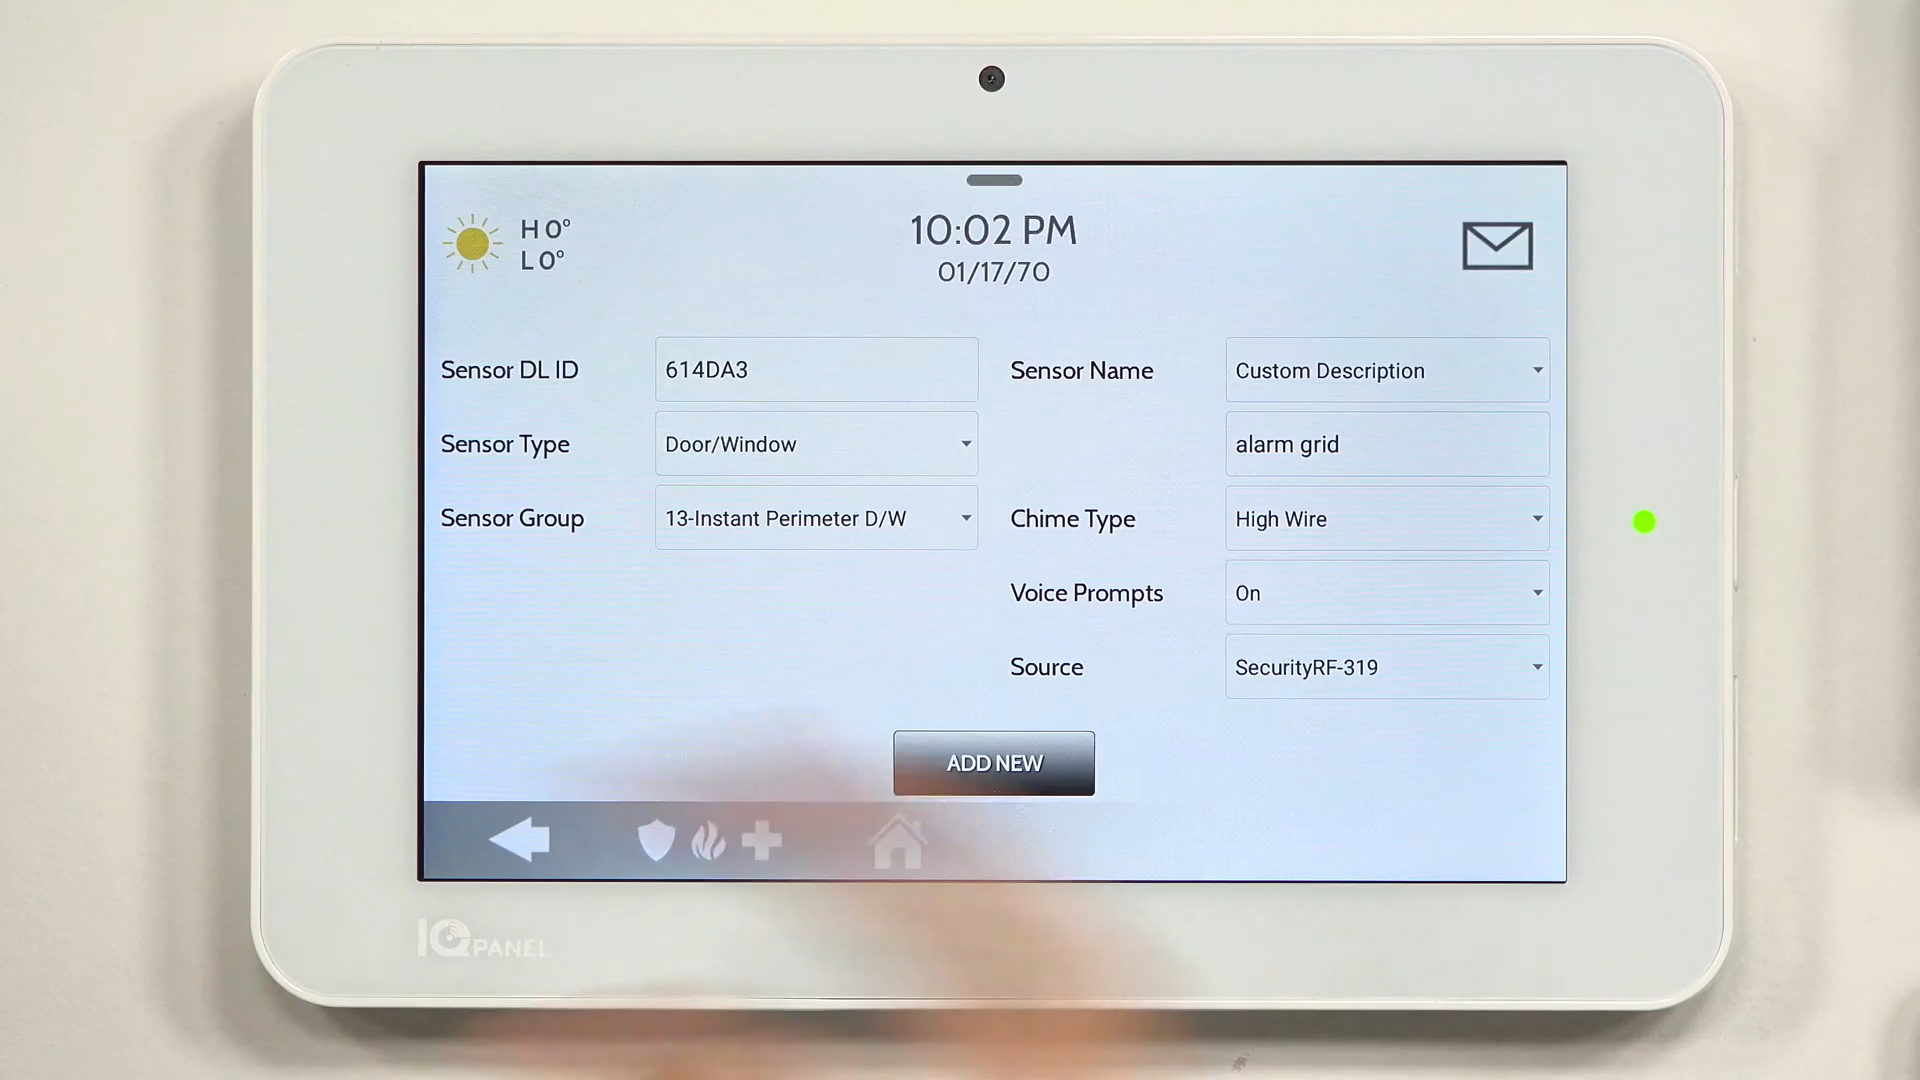 H 0°
L 0°
10:02 PM
01/17/70
Sensor DL ID
614DA3
Sensor Name
Custom Description
Sensor Type
Door/Window
alarm grid
Sensor Group
13-Instant Perimeter D/W
Chime Type
High Wire
Voice Prompts
On
Source
SecurityRF-319
ADD NEW
IQ PANEL